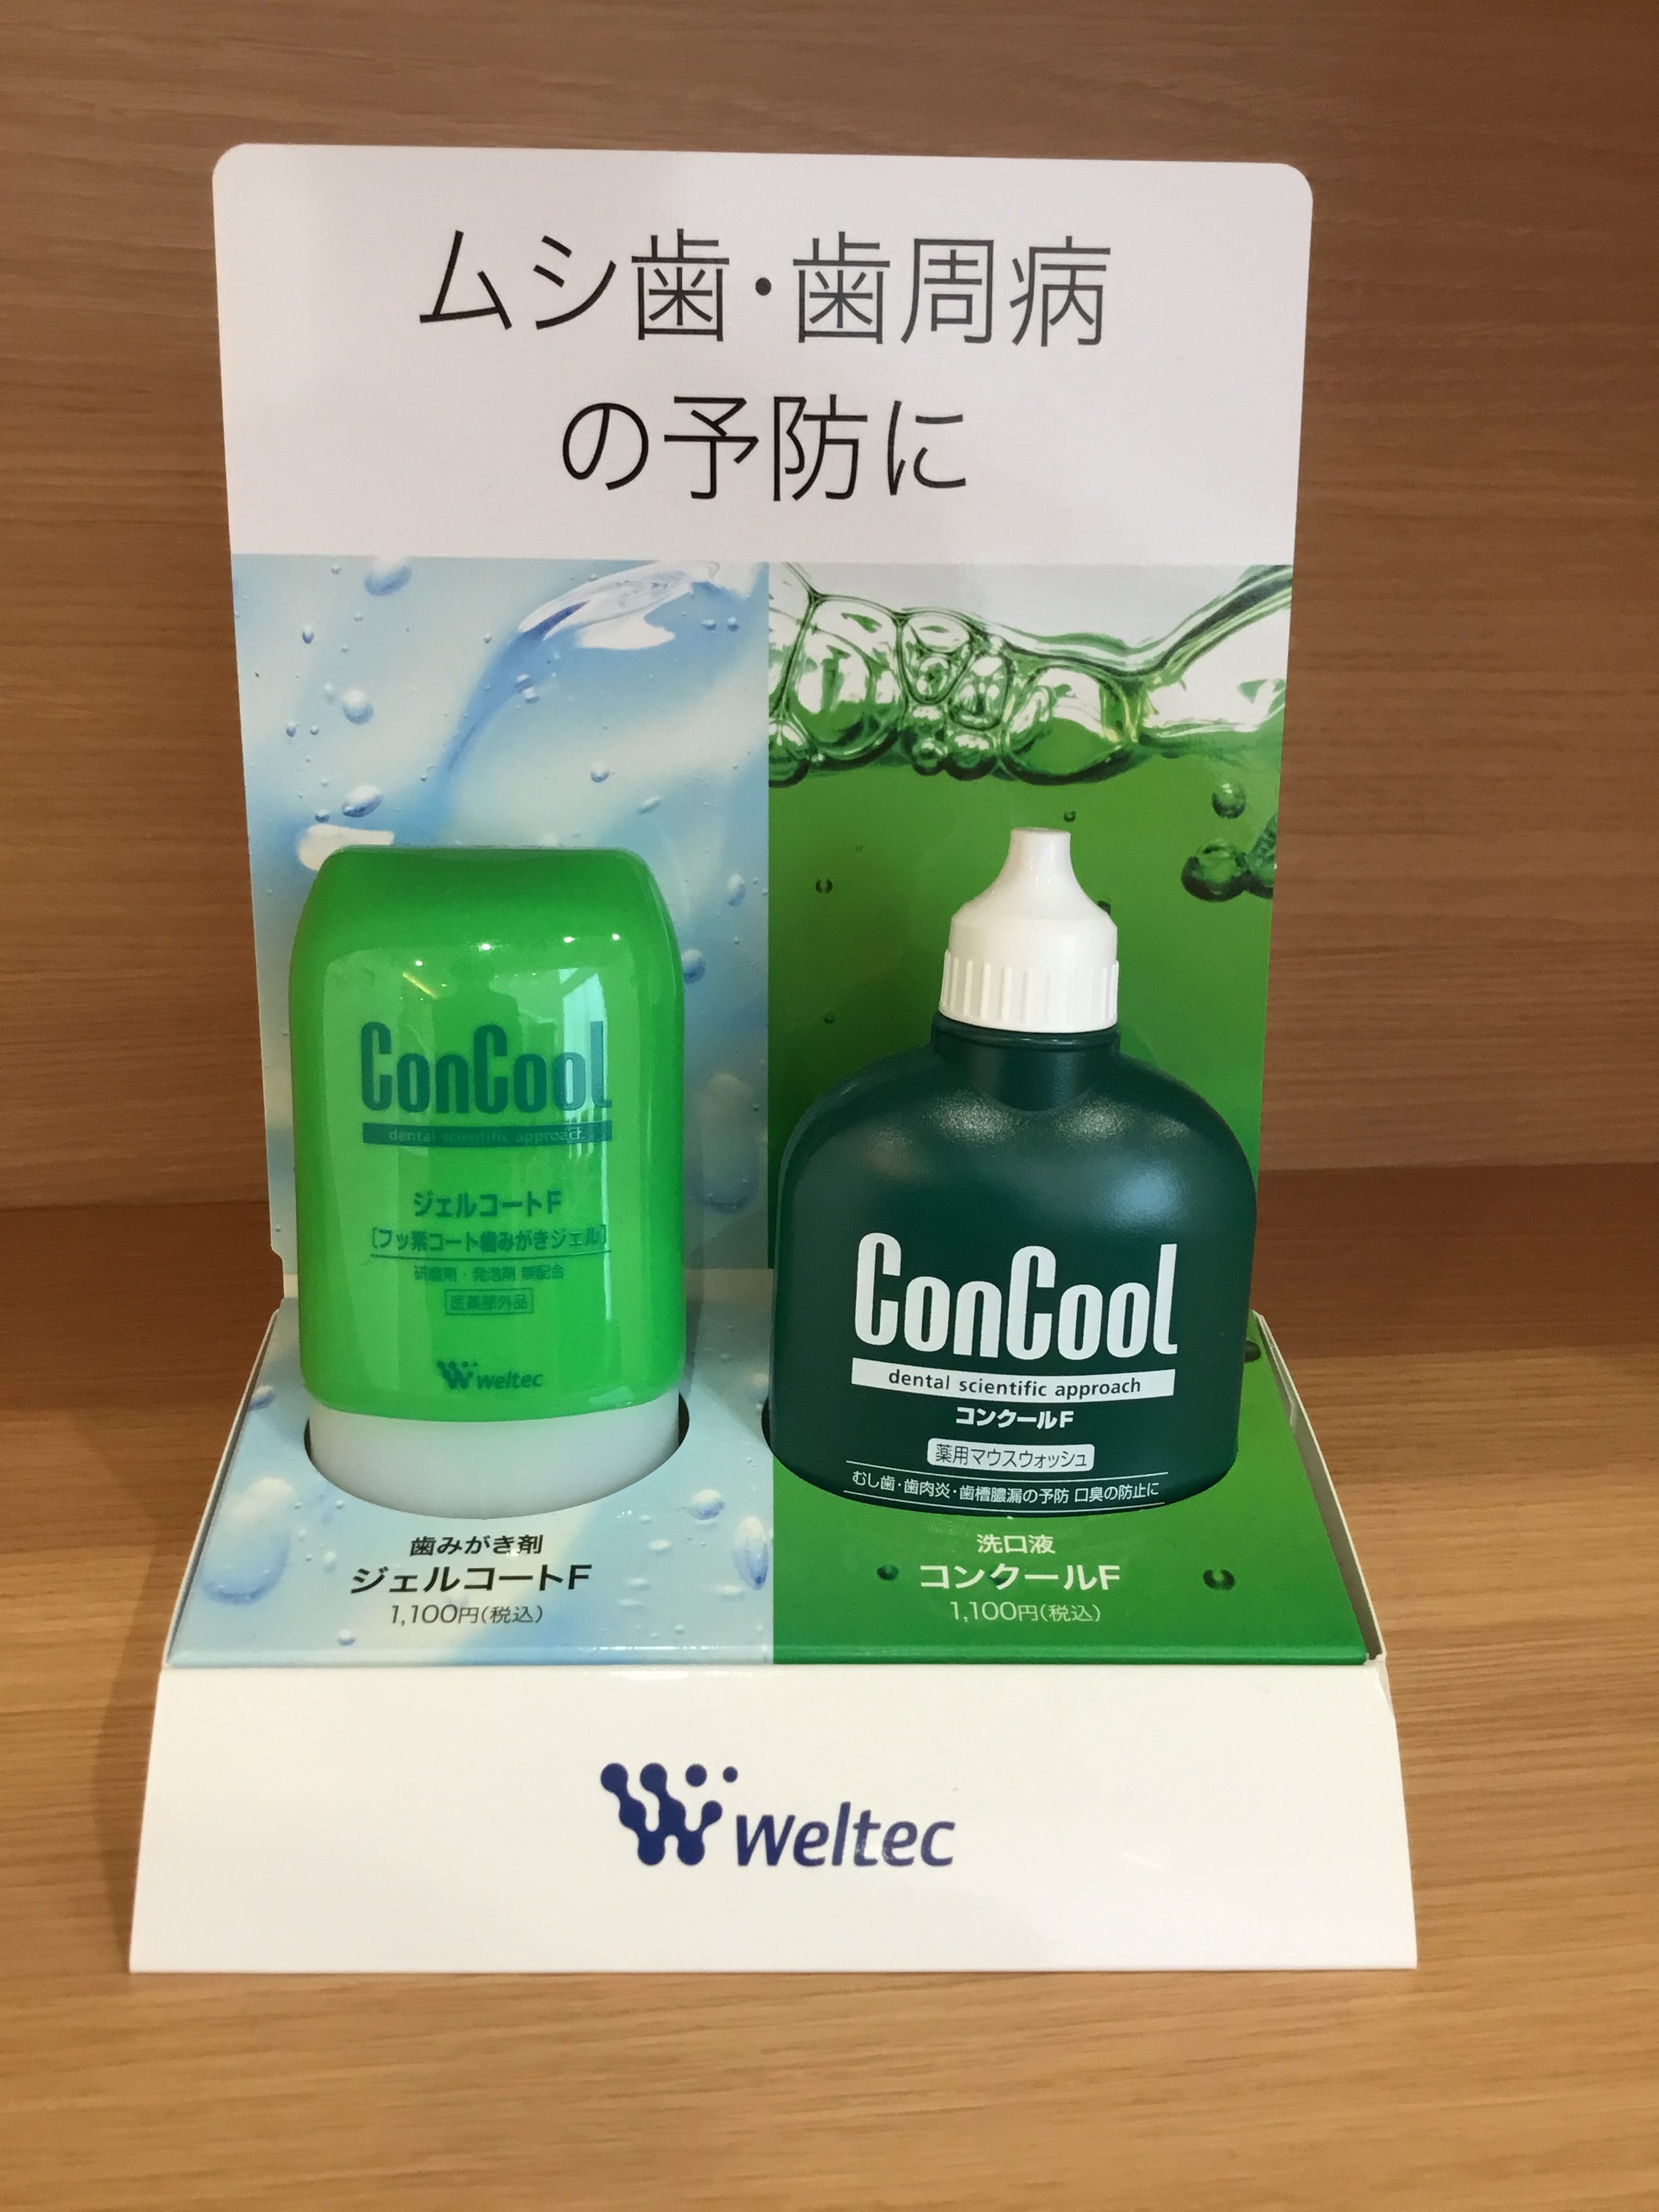 ムシ歯・歯周病
の予防に
ConCool
dental scientific approach
ジェルコートF
[フッ素コート歯みがきジェル]
研磨剤・発泡剤 無配合
医薬部外品
weltec
ConCool
dental scientific approach
コンクールF
薬用マウスウォッシュ
むし歯・歯肉炎・歯槽膿漏の予防 口臭の防止に
歯みがき剤
ジェルコートF
1,100円(税込)
洗口液
コンクールF
1,100円(税込)
weltec